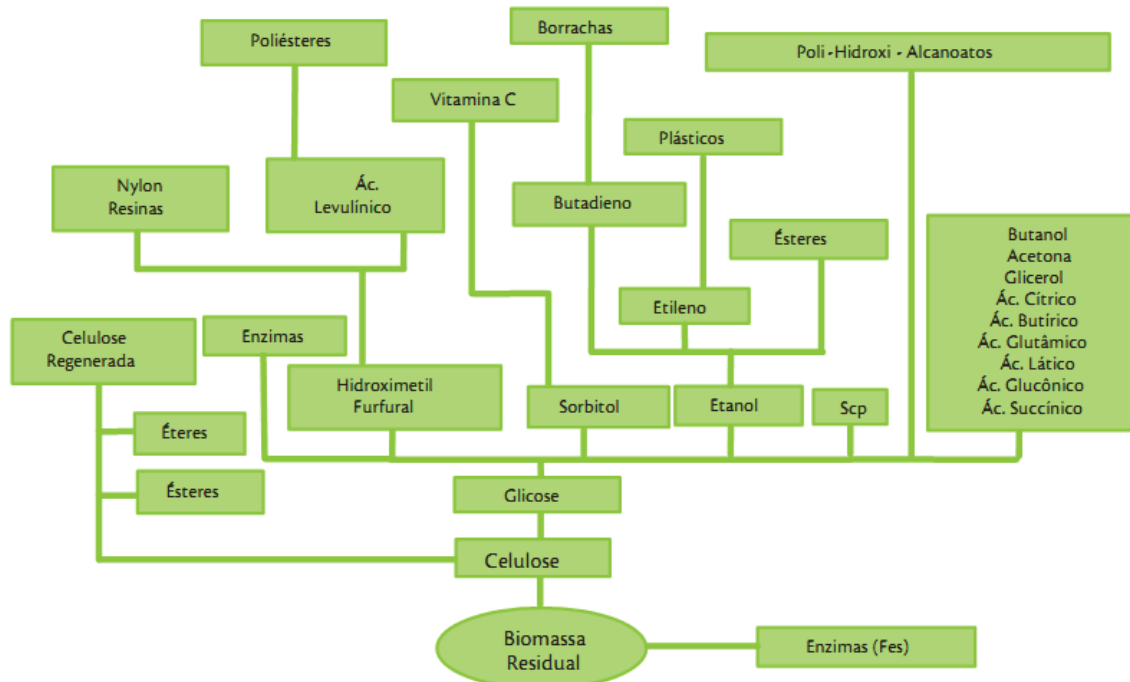 Borrachas
Poliésteres
Poli-Hidroxi - Alcanoatos
Vitamina C
Plásticos
Nylon
Resinas
Ác.
Levulínico
Butadieno
Ésteres
Butanol
Acetona
Glicerol
Ác. Cítrico
Ác. Butírico
Ác. Glutâmico
Ác. Lático
Ác. Glucônico
Ác. Succínico
Etileno
Celulose
Regenerada
Enzimas
Hidroximetil
Furfural
Sorbitol
Etanol
Scp
Éteres
Ésteres
Glicose
Celulose
Biomassa
Residual
Enzimas (Fes)